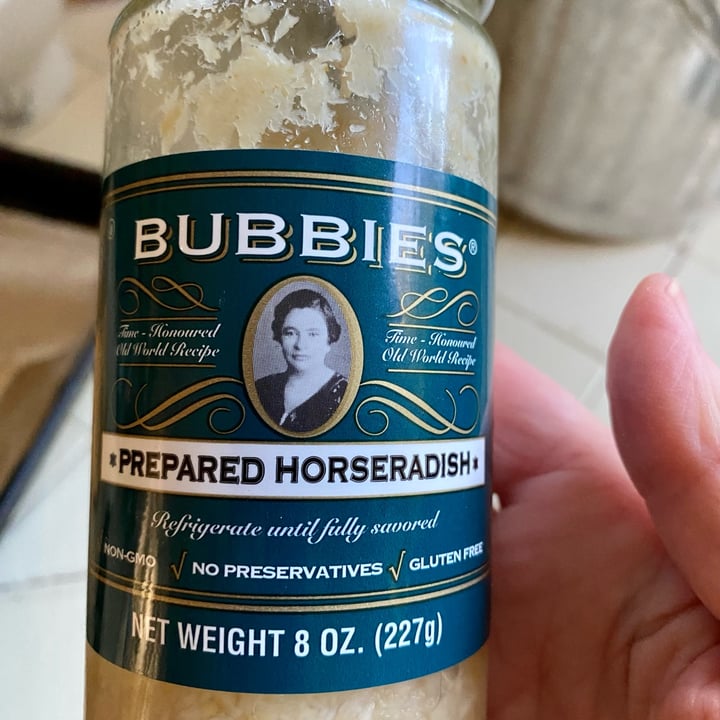 BUBBIES®
Time - Honoured
Old World Recipe
Time - Honoured
Old World Recipe
*PREPARED HORSERADISH*
Refrigerate until fully savored
NON-GMO √ NO PRESERVATIVES √ GLUTEN FREE
NET WEIGHT 8 OZ. (227g)